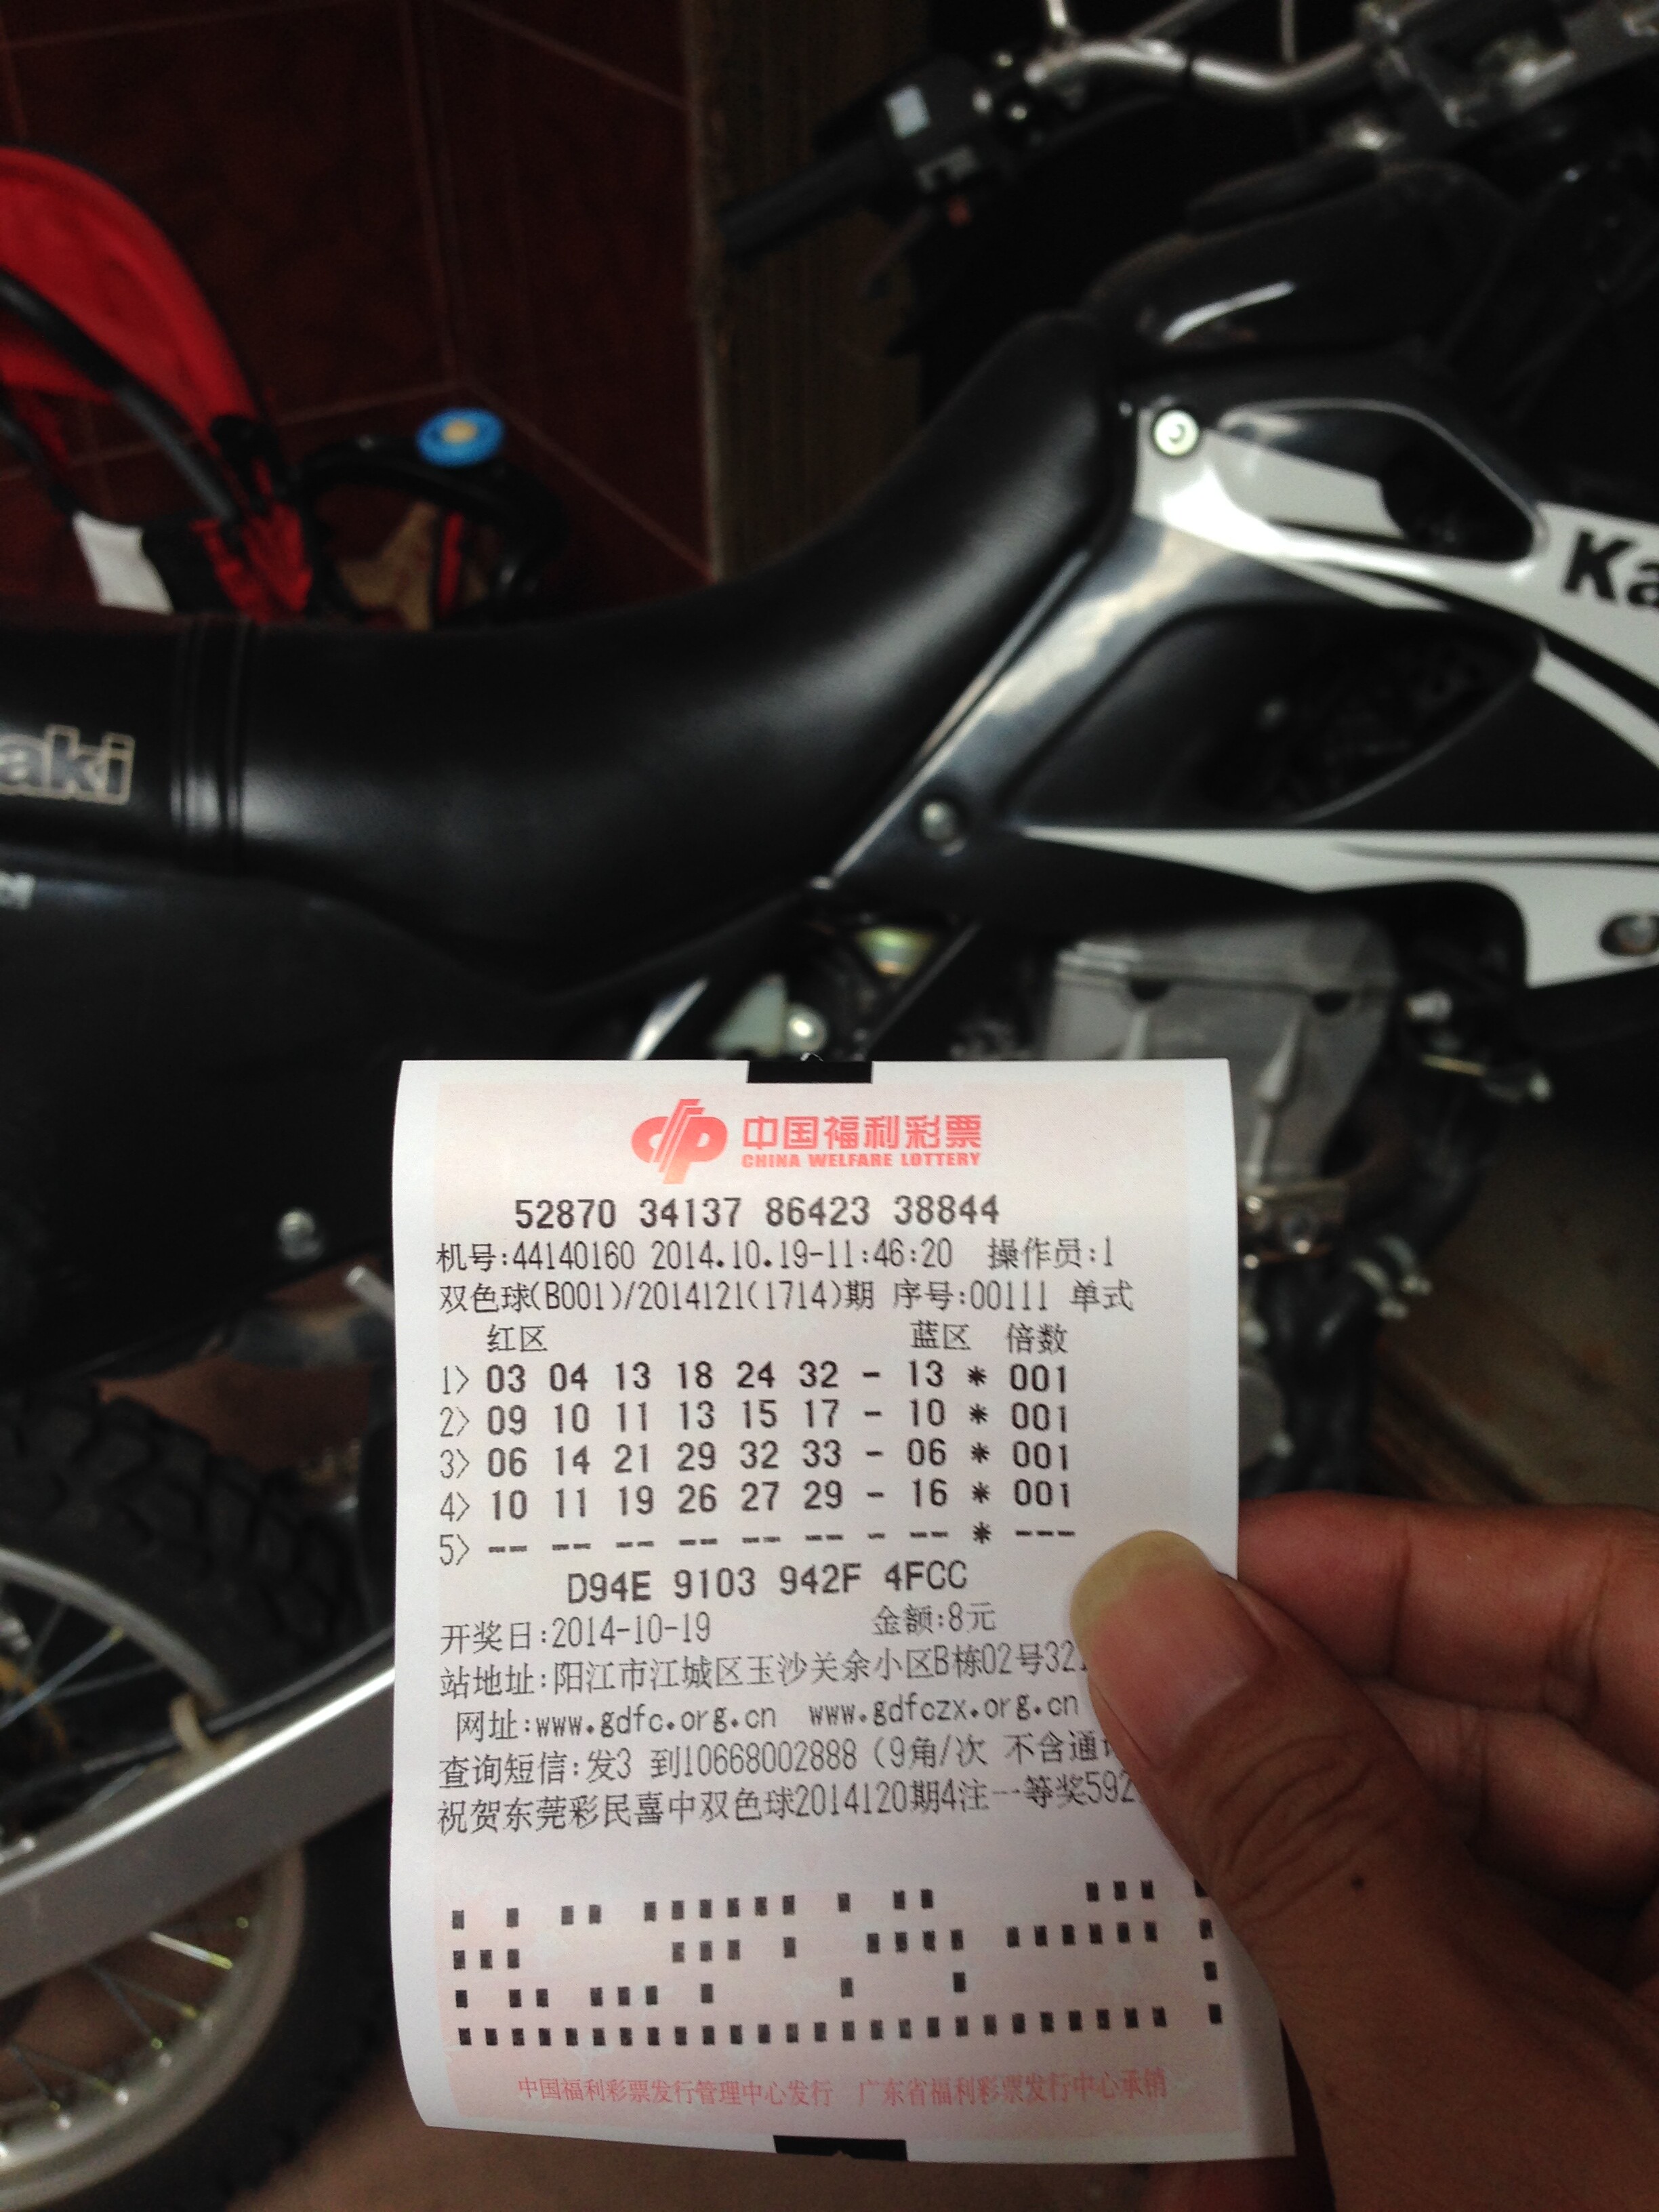 Ka
aki
中国福利彩票
CHINA WELFARE LOTTERY
52870 34137 86423 38844
机号:44140160 2014.10.19-11:46:20 操作员:1
双色球(B001)/2014121(1714)期 序号:00111 单式
红区 蓝区 倍数
1> 03 04 13 18 24 32 - 13 * 001
2> 09 10 11 13 15 17 - 10 * 001
3> 06 14 21 29 32 33 - 06 * 001
4> 10 11 19 26 27 29 - 16 * 001
5> -- -- -- -- -- -- - -- * ---
D94E 9103 942F 4FCC
开奖日:2014-10-19 金额:8元
站地址:阳江市江城区玉沙关余小区B栋02号32
网址:www.gdfc.org.cn www.gdfczx.org.cn
查询短信:发3 到10668002888 (9角/次 不含通
祝贺东莞彩民喜中双色球2014120期4注一等奖592
中国福利彩票发行管理中心发行 广东省福利彩票发行中心承销